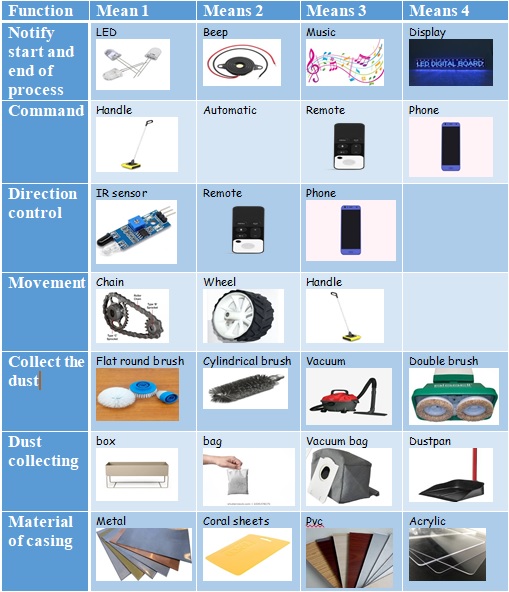 Function Mean 1 Means 2 Means 3 Means 4
Notify start and end of process LED Beep Music Display
LED DIGITAL BOARD
Command Handle Automatic Remote Phone
Direction control IR sensor Remote Phone
Movement Chain Wheel Handle
Collect the dust Flat round brush Cylindrical brush Vacuum Double brush
Dust collecting box bag Vacuum bag Dustpan
Material of casing Metal Coral sheets Pvc Acrylic